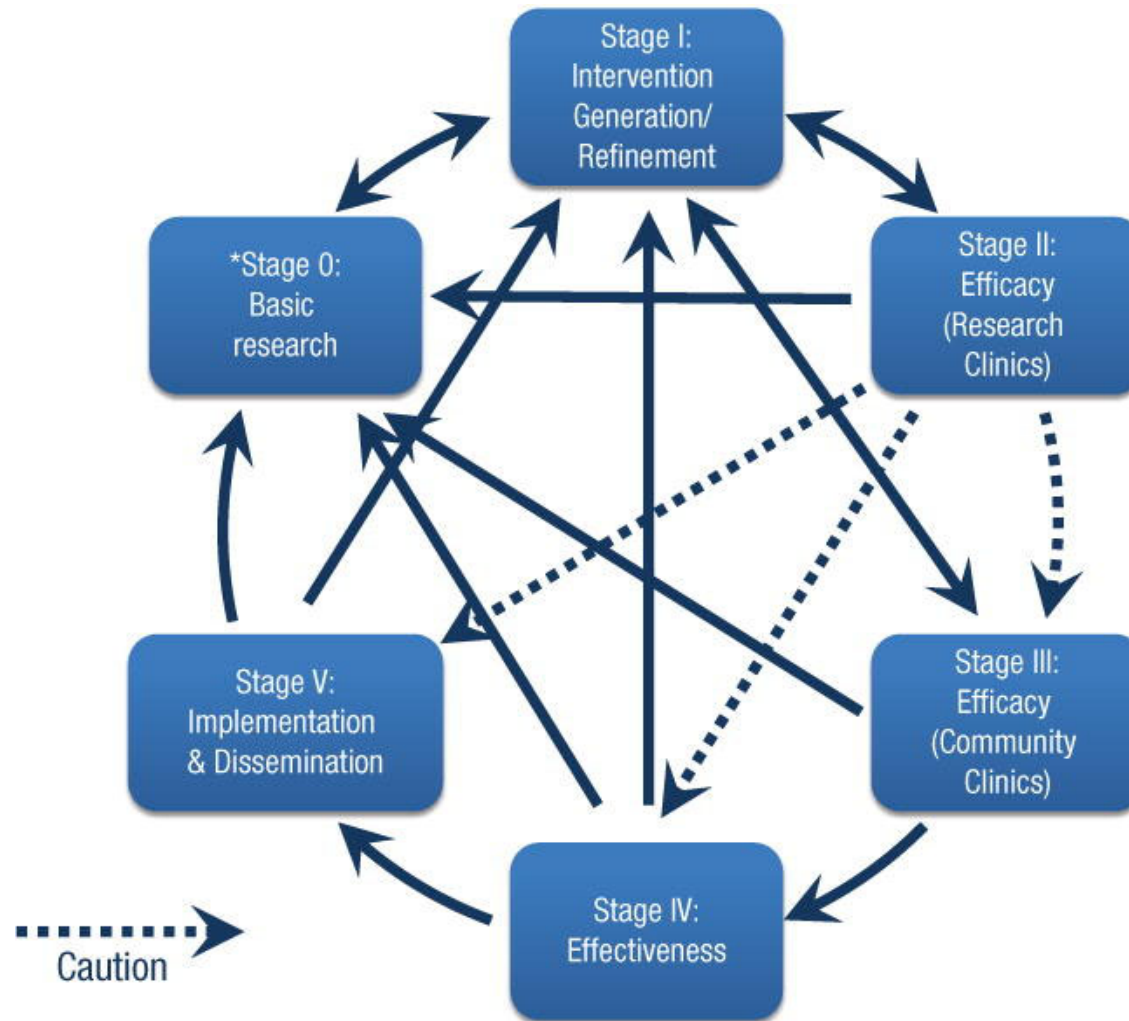 Stage I:
Intervention
Generation/
Refinement
*Stage 0:
Basic
research
Stage II:
Efficacy
(Research
Clinics)
Stage V:
Implementation
& Dissemination
Stage III:
Efficacy
(Community
Clinics)
Stage IV:
Effectiveness
Caution